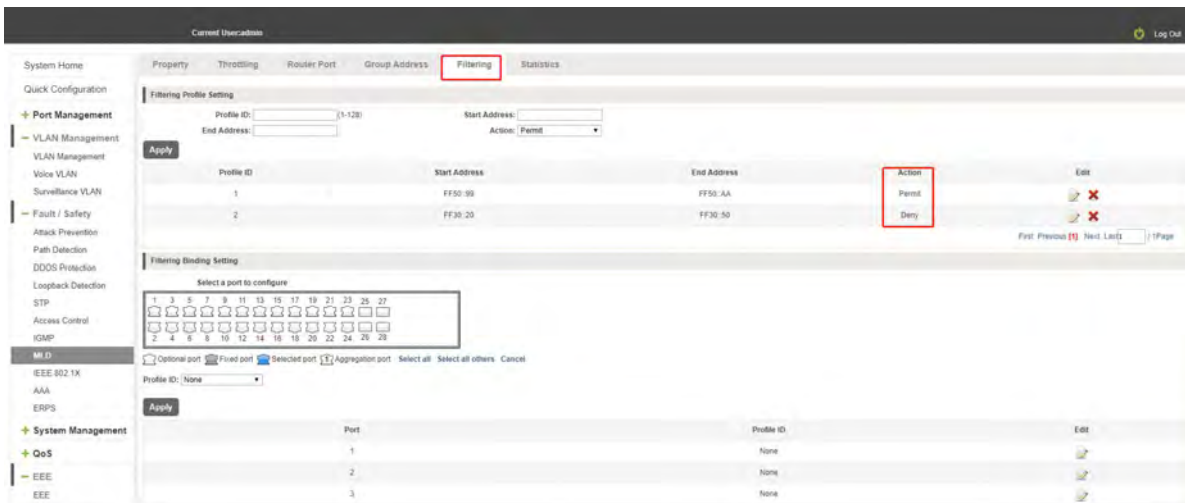 Current User:admin
Log Out
System Home
Quick Configuration
Port Management
VLAN Management
VLAN Management
Voice VLAN
Surveillance VLAN
Fault / Safety
Attack Prevention
Path Detection
DDOS Protection
Loopback Detection
STP
Access Control
IGMP
MLD
IEEE 802.1X
AAA
ERPS
System Management
QoS
EEE
EEE
Property Throttling Router Port Group Address Filtering Statistics
Filtering Profile Setting
Profile ID: (1-128) Start Address:
End Address: Action: Permit
Apply
Profile ID Start Address End Address Action Edit
1 FF50::99 FF50::AA Permit
2 FF30::20 FF30::50 Deny
First Previous [1] Next Last 1 / 1Page
Filtering Binding Setting
Select a port to configure
1 3 5 7 9 11 13 15 17 19 21 23 25 27
2 4 6 8 10 12 14 16 18 20 22 24 26 28
Optional port Fixed port Selected port 1 Aggregation port Select all Select all others Cancel
Profile ID: None
Apply
Port Profile ID Edit
1 None
2 None
3 None